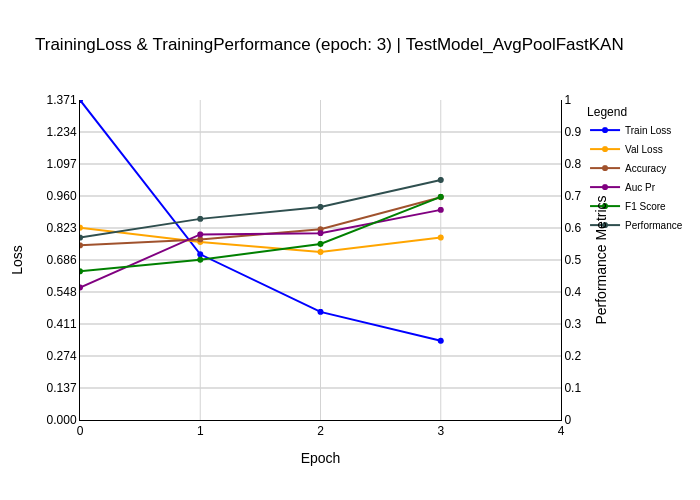 TrainingLoss & TrainingPerformance (epoch: 3) | TestModel_AvgPoolFastKAN
1.371
1.234
1.097
0.960
0.823
0.686
0.548
0.411
0.274
0.137
0.000
Loss
0
1
2
3
4
Epoch
1
0.9
0.8
0.7
0.6
0.5
0.4
0.3
0.2
0.1
0
Performance Metrics
Legend
Train Loss
Val Loss
Accuracy
Auc Pr
F1 Score
Performance